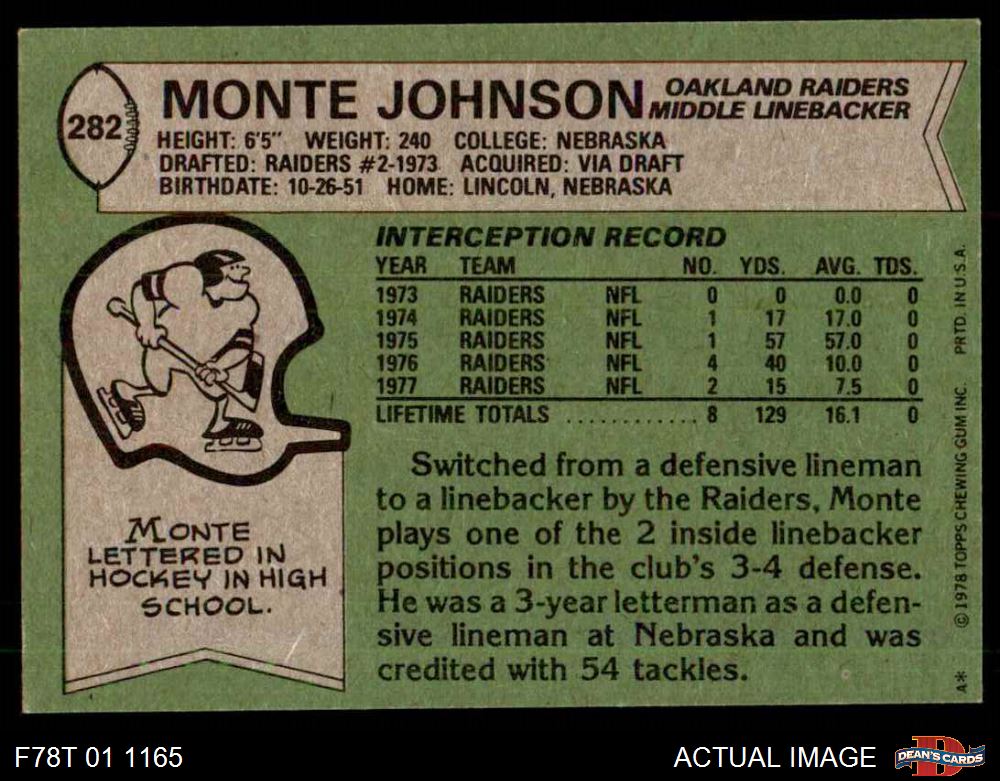 282
MONTE JOHNSON
OAKLAND RAIDERS
MIDDLE LINEBACKER
HEIGHT: 6'5" WEIGHT: 240 COLLEGE: NEBRASKA
DRAFTED: RAIDERS #2-1973 ACQUIRED: VIA DRAFT
BIRTHDATE: 10-26-51 HOME: LINCOLN, NEBRASKA
INTERCEPTION RECORD
YEAR TEAM NO. YDS. AVG. TDS.
1973 RAIDERS NFL 0 0 0.0 0
1974 RAIDERS NFL 1 17 17.0 0
1975 RAIDERS NFL 1 57 57.0 0
1976 RAIDERS NFL 4 40 10.0 0
1977 RAIDERS NFL 2 15 7.5 0
LIFETIME TOTALS ............ 8 129 16.1 0
MONTE
LETTERED IN
HOCKEY IN HIGH
SCHOOL.
Switched from a defensive lineman
to a linebacker by the Raiders, Monte
plays one of the 2 inside linebacker
positions in the club's 3-4 defense.
He was a 3-year letterman as a defen-
sive lineman at Nebraska and was
credited with 54 tackles.
A* © 1978 TOPPS CHEWING GUM INC. PRTD. IN U.S.A.
F78T 01 1165
ACTUAL IMAGE
D
DEAN'S CARDS